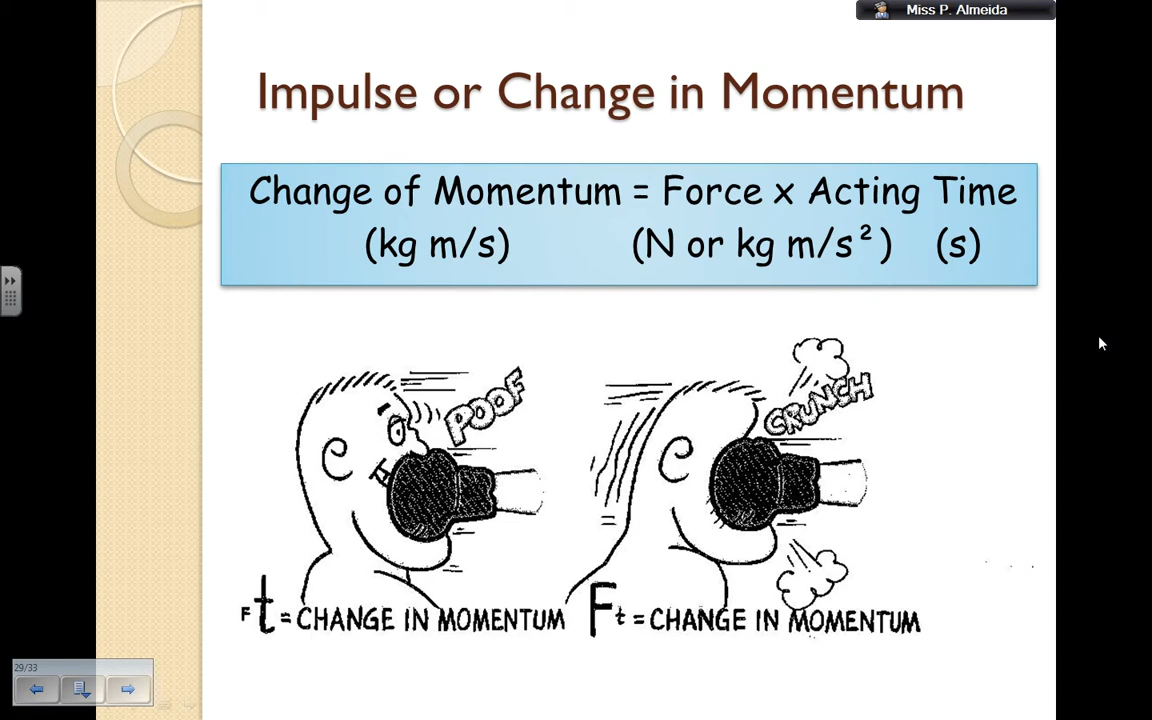 Miss P. Almeida
Impulse or Change in Momentum
Change of Momentum = Force x Acting Time
(kg m/s) (N or kg m/s²) (s)
POOF
CRUNCH
Ft = CHANGE IN MOMENTUM
Ft = CHANGE IN MOMENTUM
29/33